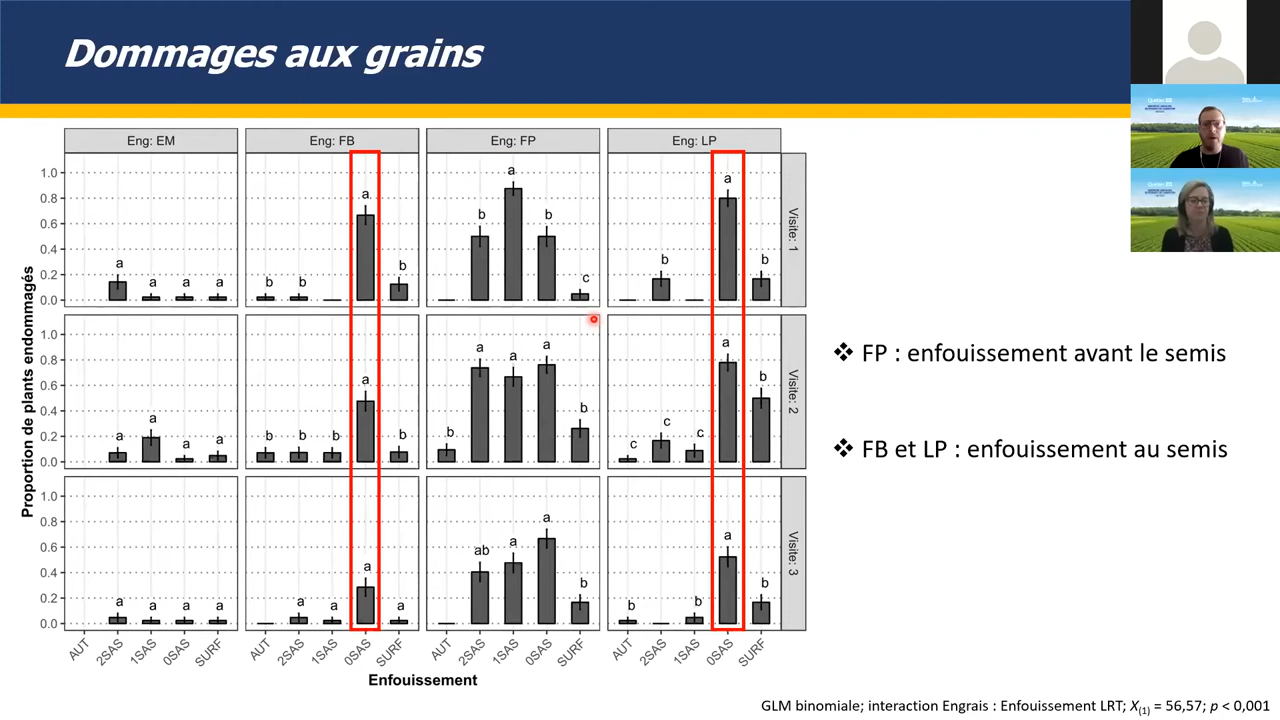 Dommages aux grains
Eng: EM
Eng: FB
Eng: FP
Eng: LP
Proportion de plants endommagés
1.0
0.8
0.6
0.4
0.2
0.0
a
a
a
a
b
b
a
b
b
a
b
c
b
a
b
Visite: 1
1.0
0.8
0.6
0.4
0.2
0.0
a
a
a
a
b
b
b
a
b
b
a
a
a
b
c
c
c
a
b
Visite: 2
1.0
0.8
0.6
0.4
0.2
0.0
a
a
a
a
a
a
a
a
ab
a
a
b
b
b
a
b
Visite: 3
AUT
2SAS
1SAS
0SAS
SURF
AUT
2SAS
1SAS
0SAS
SURF
AUT
2SAS
1SAS
0SAS
SURF
AUT
2SAS
1SAS
0SAS
SURF
Enfouissement
❖ FP : enfouissement avant le semis
❖ FB et LP : enfouissement au semis
GLM binomiale; interaction Engrais : Enfouissement LRT; X(1) = 56,57; p < 0,001
Québec
Québec